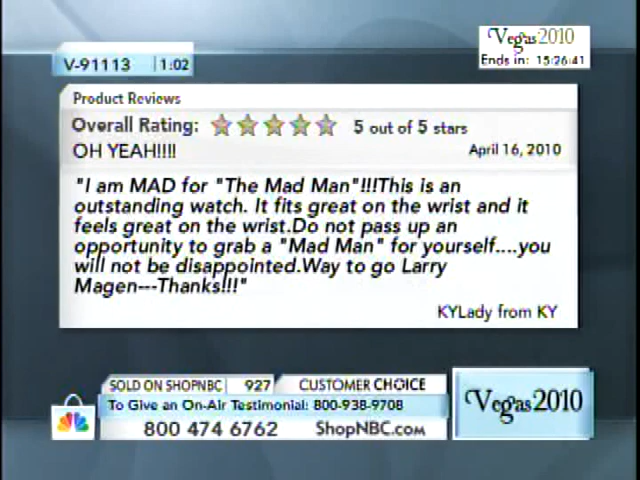 Vegas2010
Ends in: 15:26:41
V-91113 1:02
Product Reviews
Overall Rating: 5 out of 5 stars
OH YEAH!!!! April 16, 2010
"I am MAD for "The Mad Man"!!!This is an
outstanding watch. It fits great on the wrist and it
feels great on the wrist.Do not pass up an
opportunity to grab a "Mad Man" for yourself....you
will not be disappointed.Way to go Larry
Magen---Thanks!!!"
KYLady from KY
SOLD ON SHOPNBC 927 CUSTOMER CHOICE
To Give an On-Air Testimonial: 800-938-9708
800 474 6762 ShopNBC.com
Vegas2010